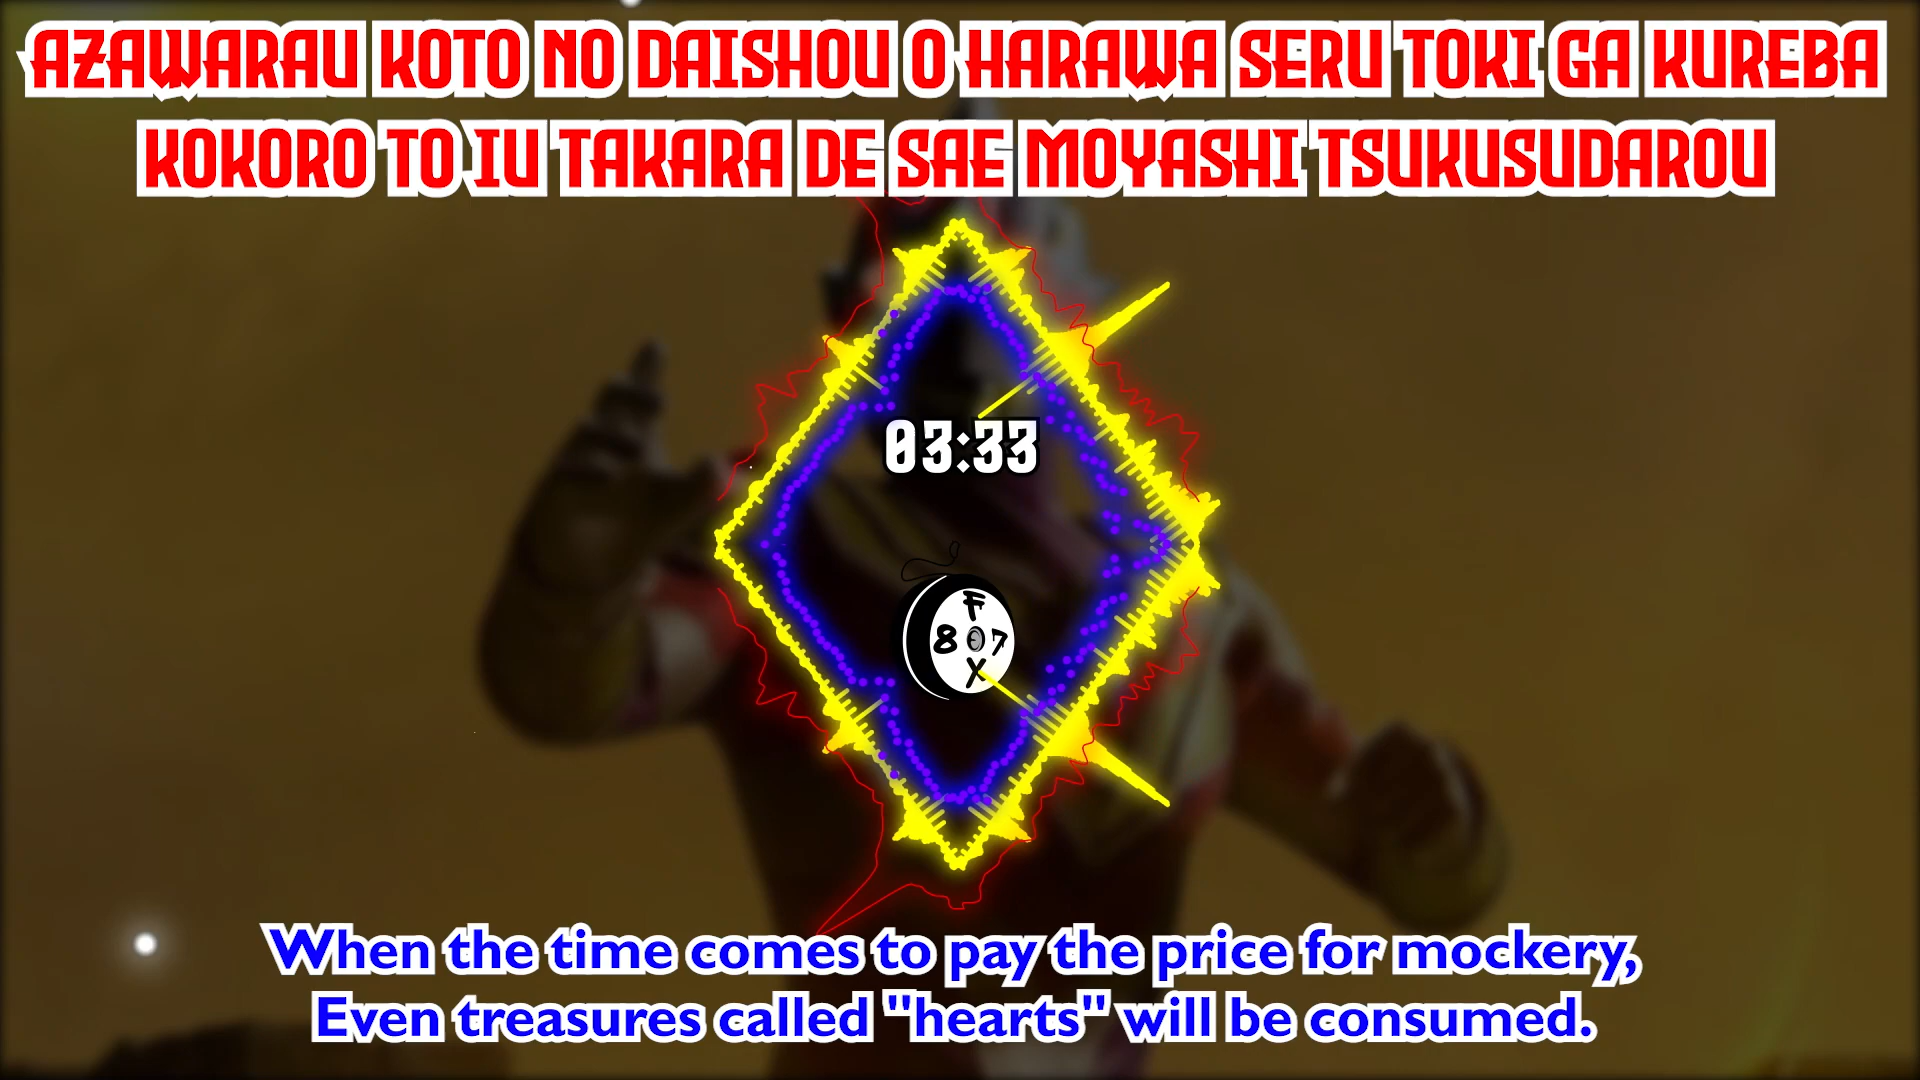 AZAWARAU KOTO NO DAISHOU O HARAWA SERU TOKI GA KUREBA
KOKORO TO IU TAKARA DE SAE MOYASHI TSUKUSUDAROU
03:33
F
8 7
X
When the time comes to pay the price for mockery,
Even treasures called "hearts" will be consumed.